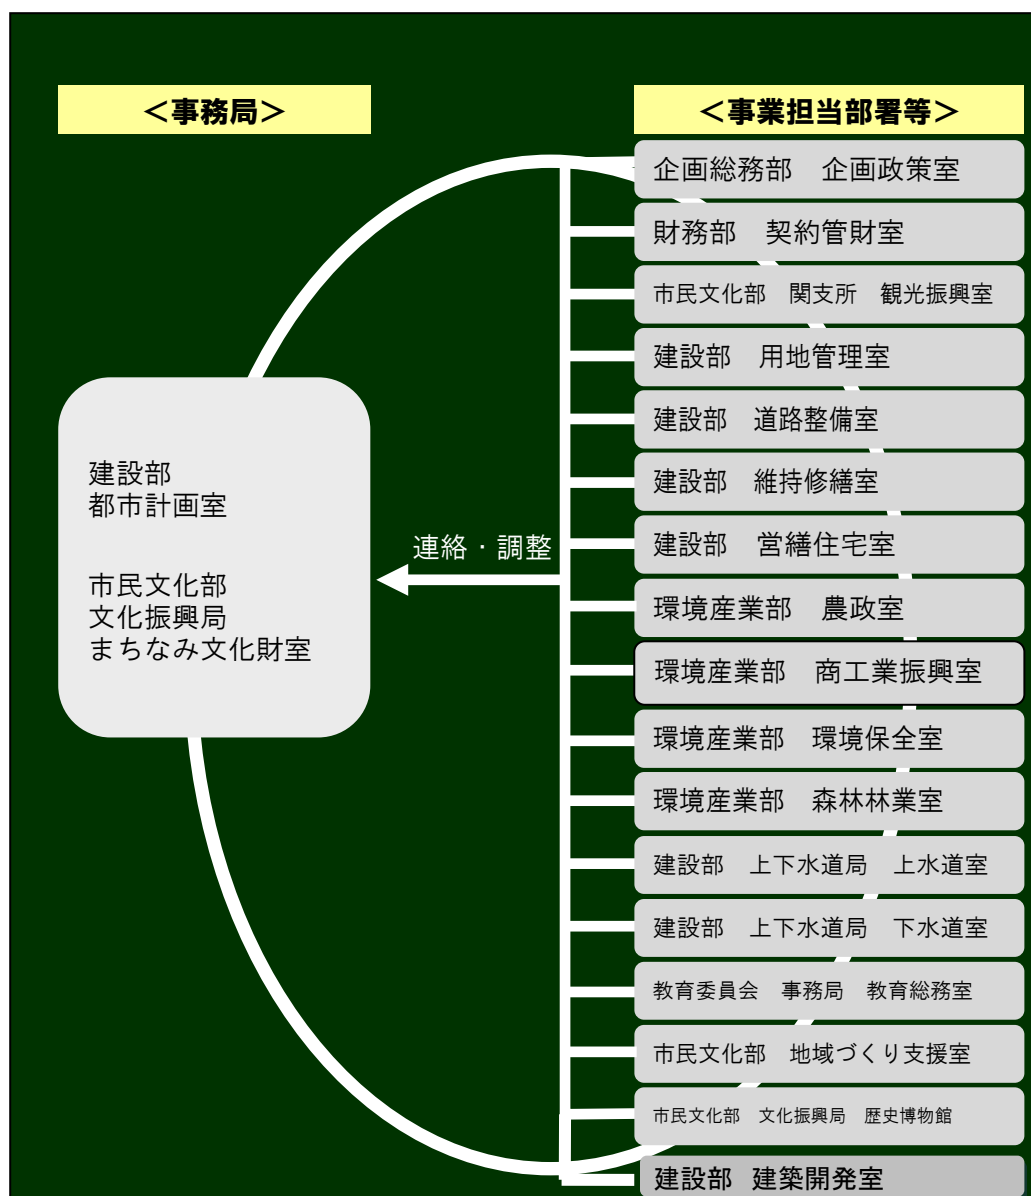 ＜事務局＞
建設部
都市計画室
市民文化部
文化振興局
まちなみ文化財室
連絡・調整
＜事業担当部署等＞
企画総務部　企画政策室
財務部　契約管財室
市民文化部　関支所　観光振興室
建設部　用地管理室
建設部　道路整備室
建設部　維持修繕室
建設部　営繕住宅室
環境産業部　農政室
環境産業部　商工業振興室
環境産業部　環境保全室
環境産業部　森林林業室
建設部　上下水道局　上水道室
建設部　上下水道局　下水道室
教育委員会　事務局　教育総務室
市民文化部　地域づくり支援室
市民文化部　文化振興局　歴史博物館
建設部 建築開発室